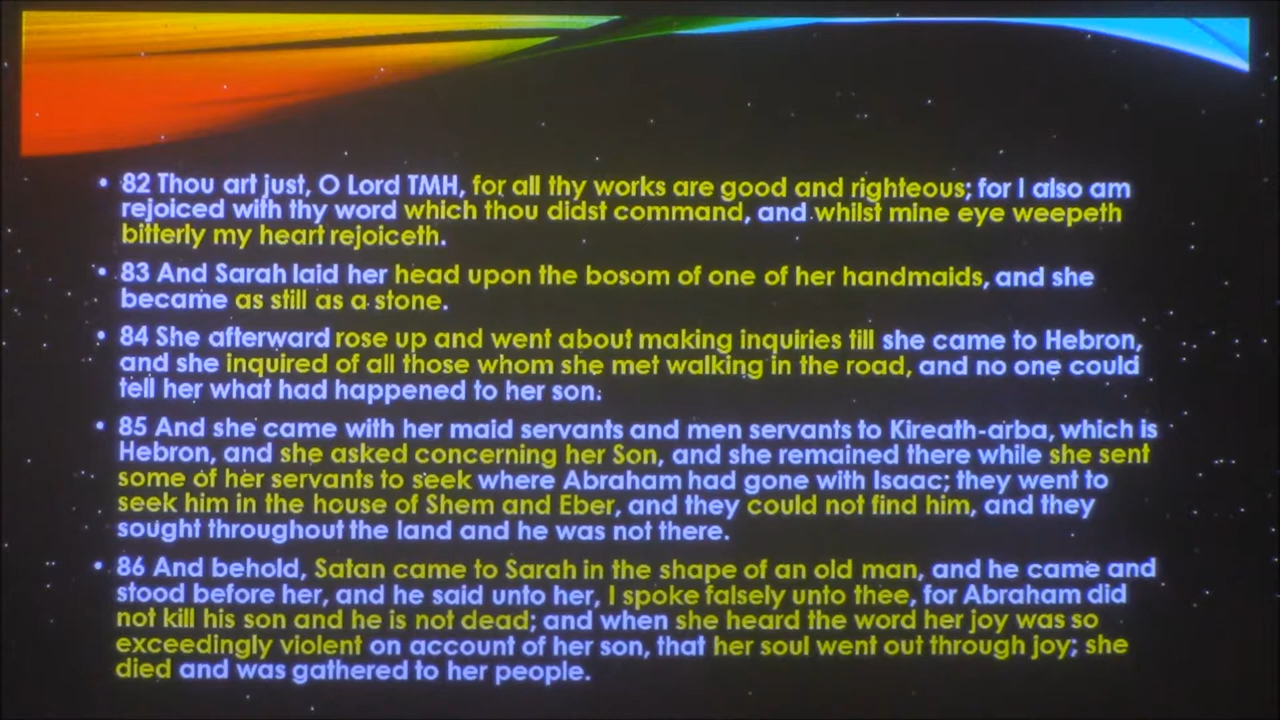 • 82 Thou art just, O Lord TMH, for all thy works are good and righteous; for I also am
rejoiced with thy word which thou didst command, and whilst mine eye weepeth
bitterly my heart rejoiceth.
• 83 And Sarah laid her head upon the bosom of one of her handmaids, and she
became as still as a stone.
• 84 She afterward rose up and went about making inquiries till she came to Hebron,
and she inquired of all those whom she met walking in the road, and no one could
tell her what had happened to her son.
• 85 And she came with her maid servants and men servants to Kireath-arba, which is
Hebron, and she asked concerning her Son, and she remained there while she sent
some of her servants to seek where Abraham had gone with Isaac; they went to
seek him in the house of Shem and Eber, and they could not find him, and they
sought throughout the land and he was not there.
• 86 And behold, Satan came to Sarah in the shape of an old man, and he came and
stood before her, and he said unto her, I spoke falsely unto thee, for Abraham did
not kill his son and he is not dead; and when she heard the word her joy was so
exceedingly violent on account of her son, that her soul went out through joy; she
died and was gathered to her people.